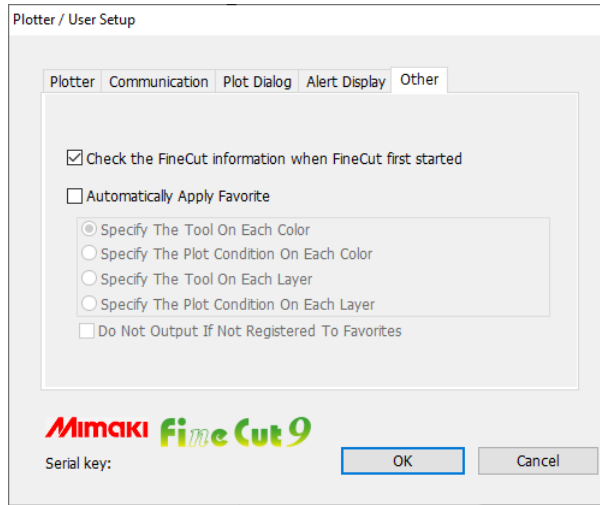 Plotter / User Setup
Plotter Communication Plot Dialog Alert Display Other
Check the FineCut information when FineCut first started
Automatically Apply Favorite
Specify The Tool On Each Color
Specify The Plot Condition On Each Color
Specify The Tool On Each Layer
Specify The Plot Condition On Each Layer
Do Not Output If Not Registered To Favorites
Mimaki Fine Cut 9
Serial key:
OK Cancel